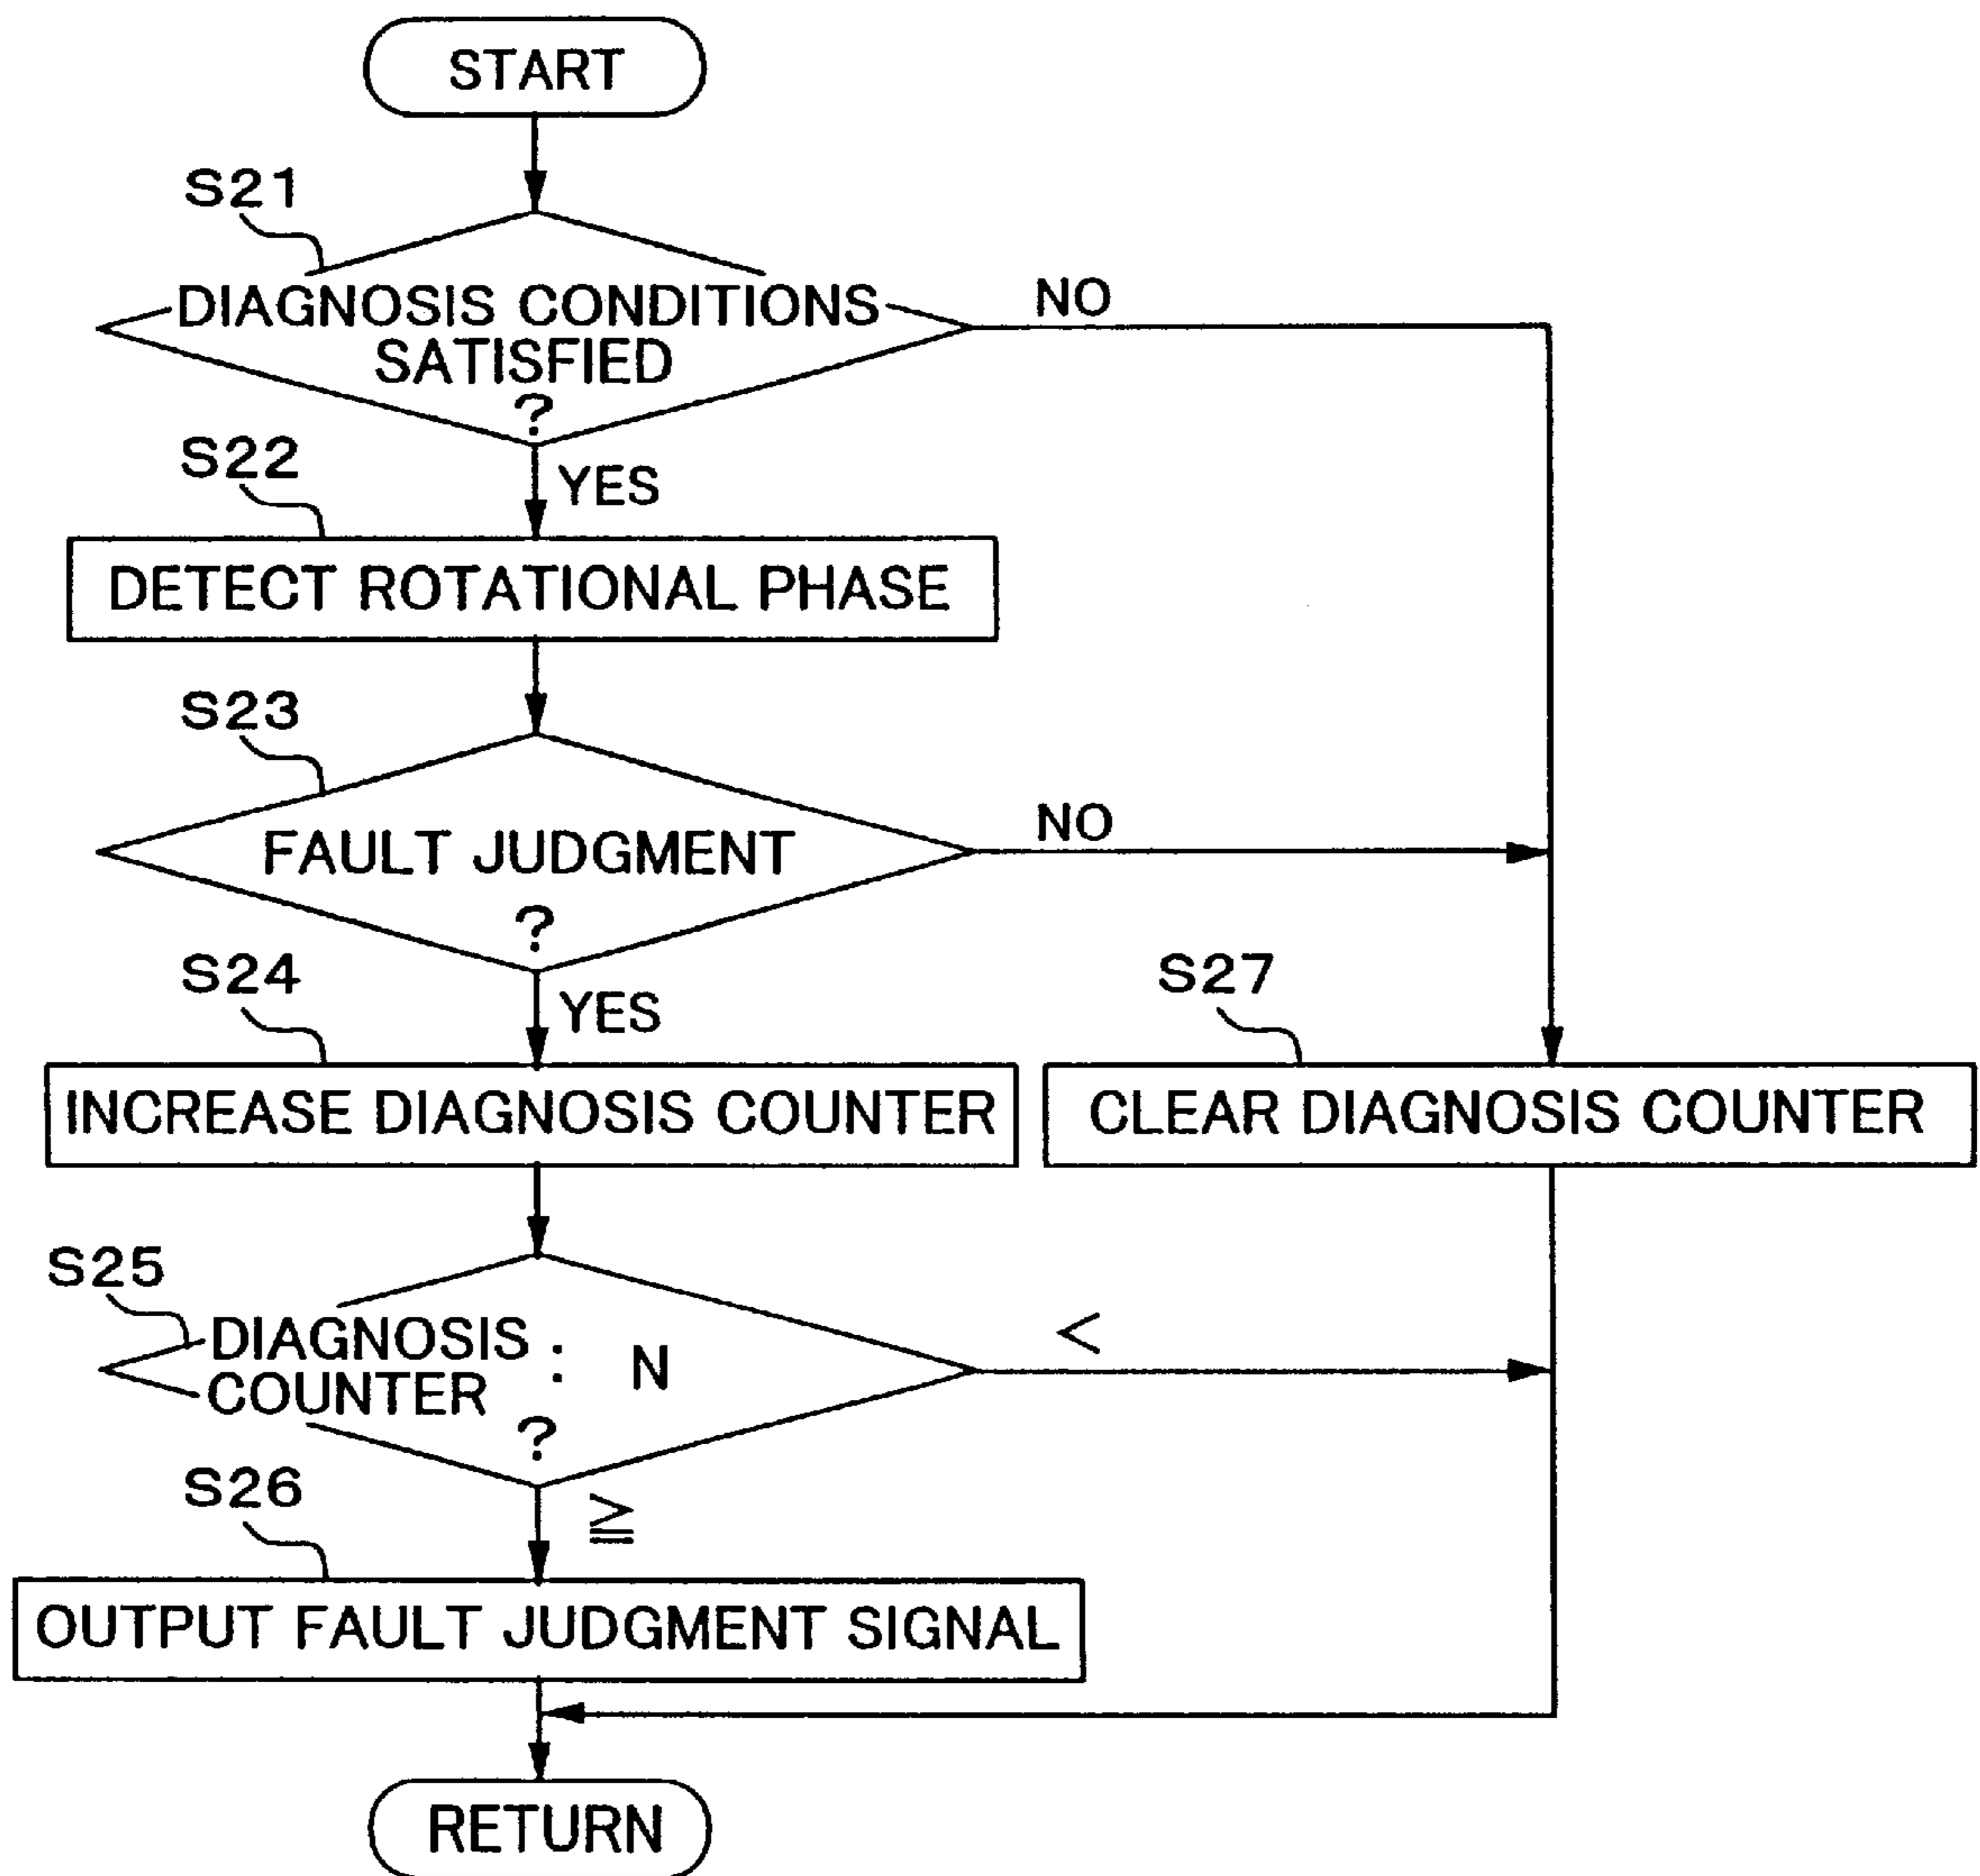 START
S21
DIAGNOSIS CONDITIONS
SATISFIED
?
NO
YES
S22
DETECT ROTATIONAL PHASE
S23
FAULT JUDGMENT
?
NO
YES
S24
INCREASE DIAGNOSIS COUNTER
S27
CLEAR DIAGNOSIS COUNTER
S25
DIAGNOSIS
COUNTER : N
?
<
≧
S26
OUTPUT FAULT JUDGMENT SIGNAL
RETURN